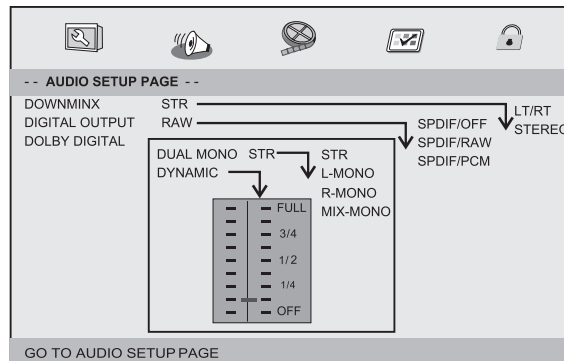 - - AUDIO SETUP PAGE - -
DOWNMINX STR LT/RT
DIGITAL OUTPUT RAW SPDIF/OFF STEREO
DOLBY DIGITAL SPDIF/RAW
SPDIF/PCM
DUAL MONO STR STR
DYNAMIC L-MONO
R-MONO
MIX-MONO
FULL
3/4
1/2
1/4
OFF
GO TO AUDIO SETUP PAGE